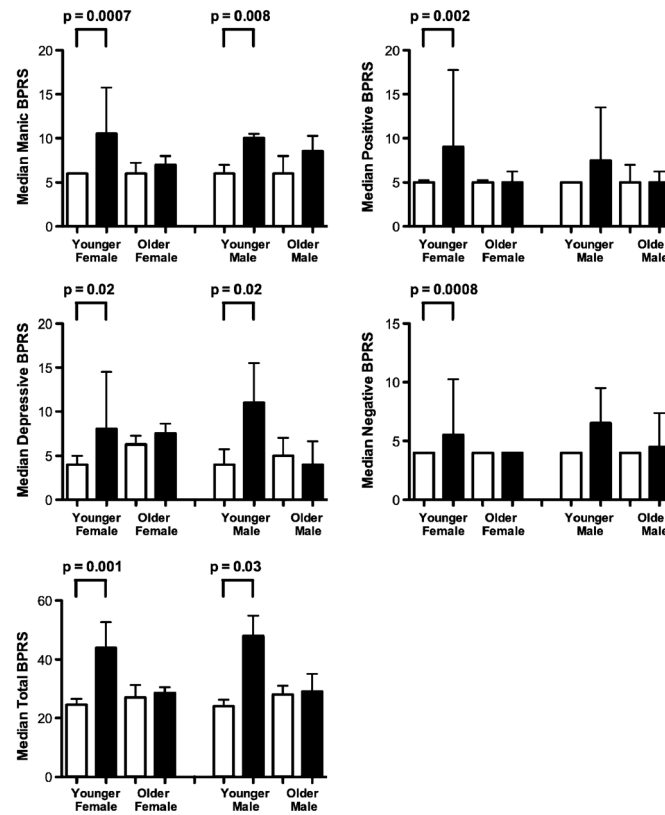 p = 0.0007
p = 0.008
Median Manic BPRS
20
15
10
5
0
Younger Female
Older Female
Younger Male
Older Male
p = 0.002
Median Positive BPRS
20
15
10
5
0
Younger Female
Older Female
Younger Male
Olde Male
p = 0.02
p = 0.02
Median Depressive BPRS
20
15
10
5
0
Younger Female
Older Female
Younger Male
Older Male
p = 0.0008
Median Negative BPRS
15
10
5
0
Younger Female
Older Female
Younger Male
Olde Male
p = 0.001
p = 0.03
Median Total BPRS
60
40
20
0
Younger Female
Older Female
Younger Male
Older Male